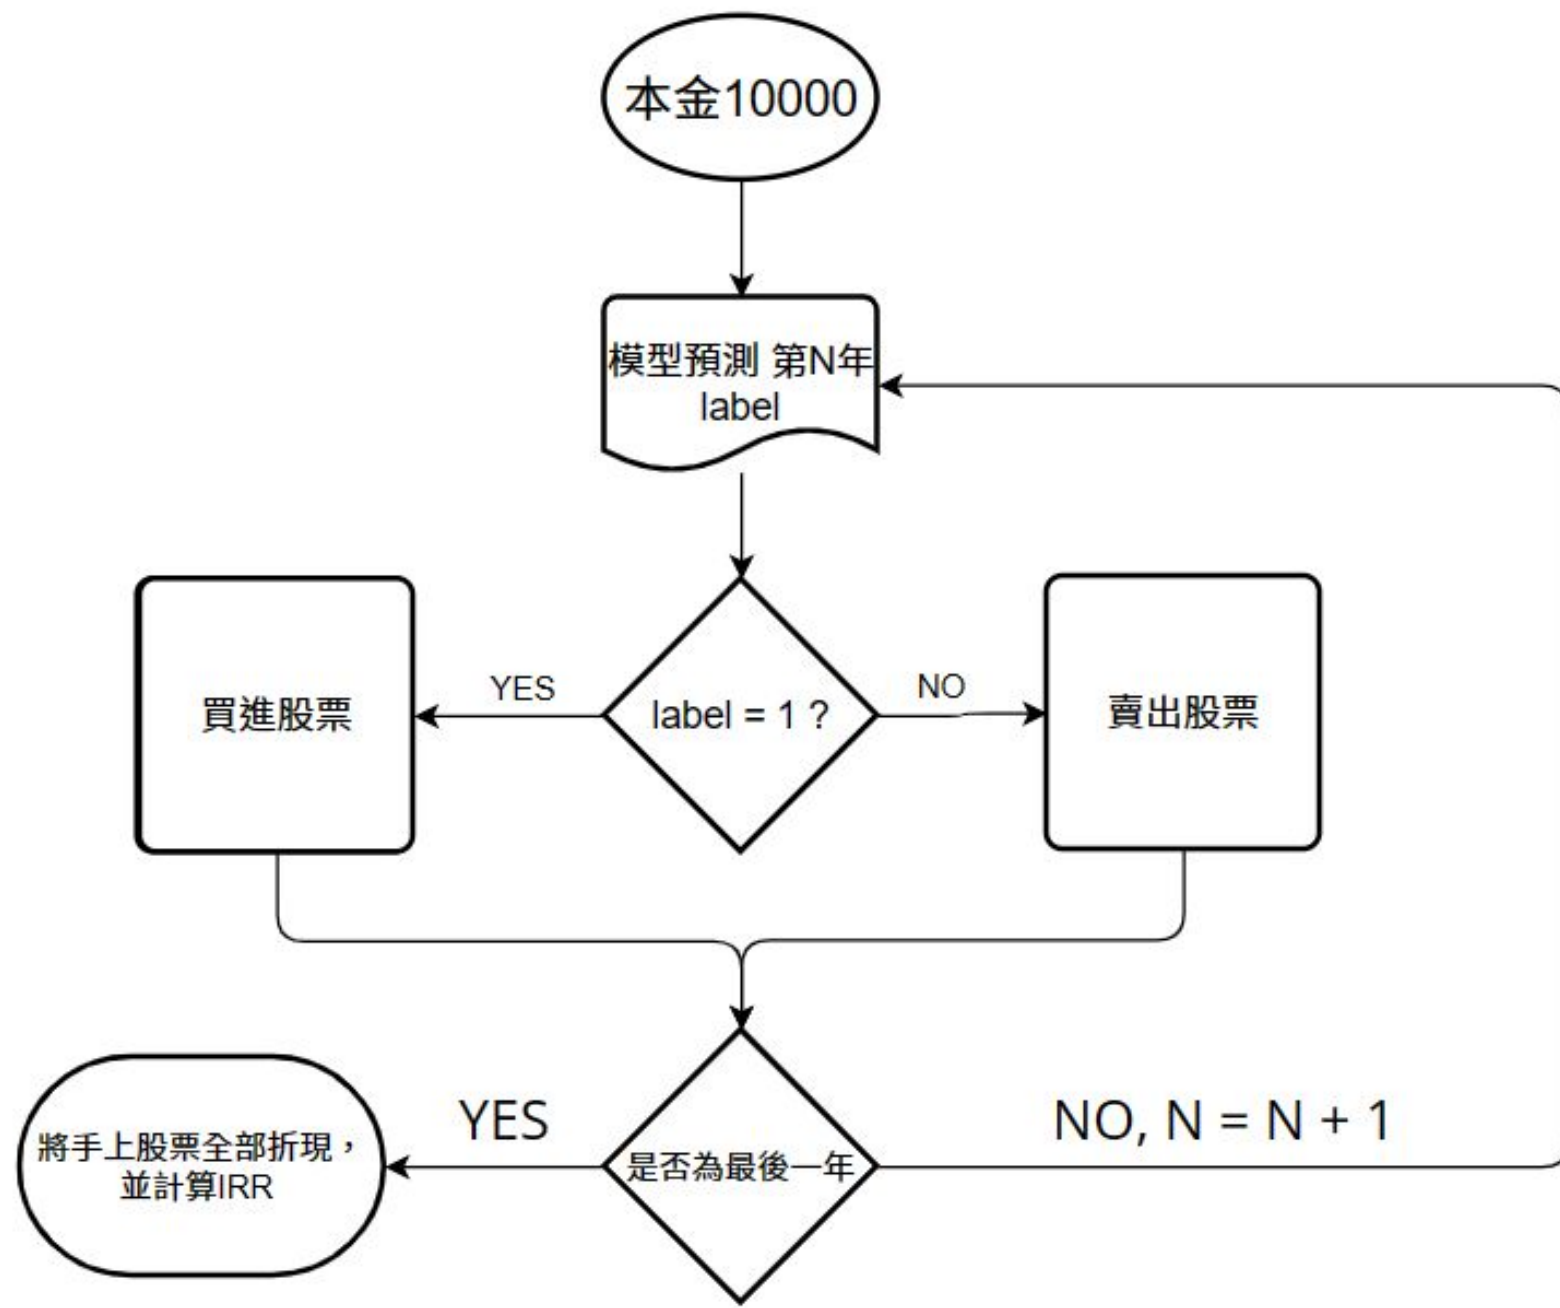 本金10000
模型預測 第N年
label
買進股票
YES
label = 1 ?
NO
賣出股票
將手上股票全部折現，
並計算IRR
YES
是否為最後一年
NO, N = N + 1